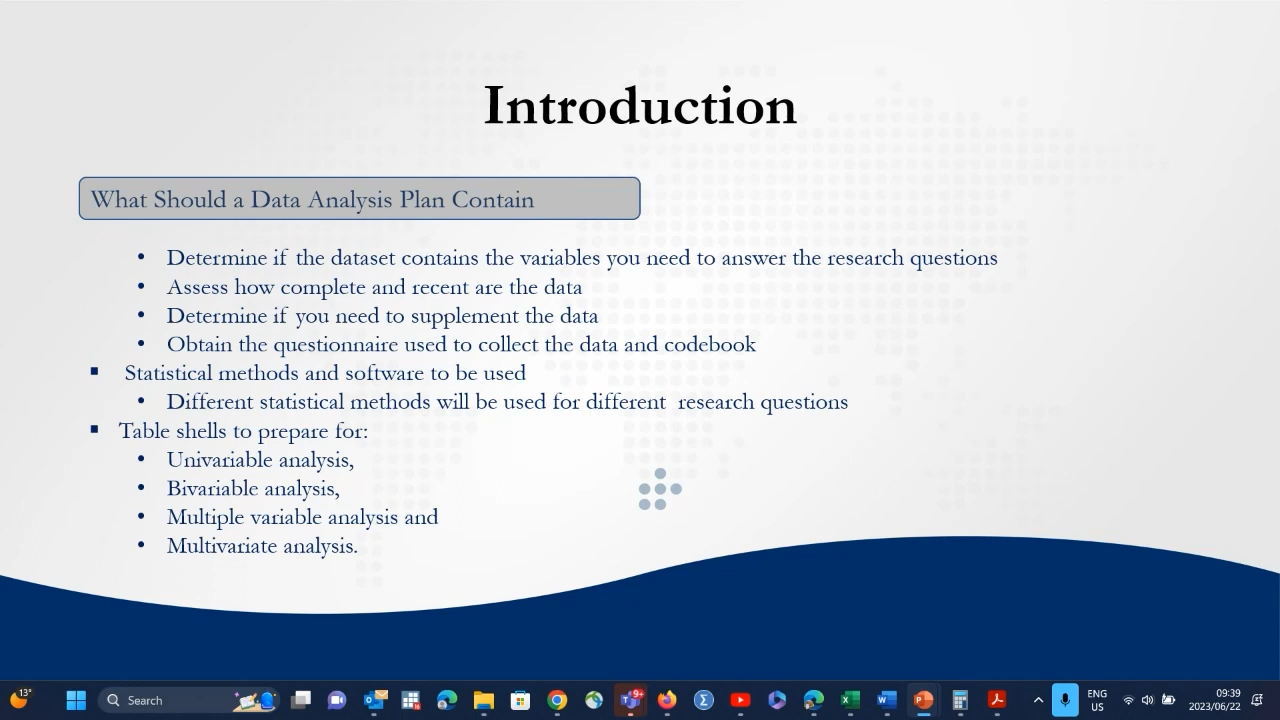 Introduction
What Should a Data Analysis Plan Contain
• Determine if the dataset contains the variables you need to answer the research questions
• Assess how complete and recent are the data
• Determine if you need to supplement the data
• Obtain the questionnaire used to collect the data and codebook
▪ Statistical methods and software to be used
• Different statistical methods will be used for different research questions
▪ Table shells to prepare for:
• Univariable analysis,
• Bivariable analysis,
• Multiple variable analysis and
• Multivariate analysis.
13°
Search
9+
ENG
US
09:39
2023/06/22